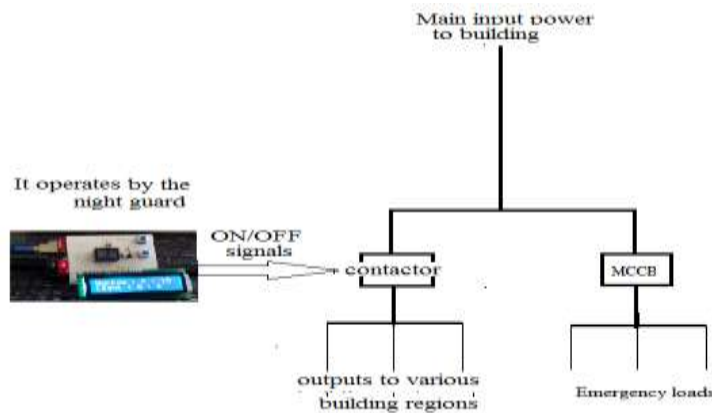 Main input power
to building
It operates by the
night guard
ON/OFF
signals
contactor
MCCB
outputs to various
building regions
Emergency loads